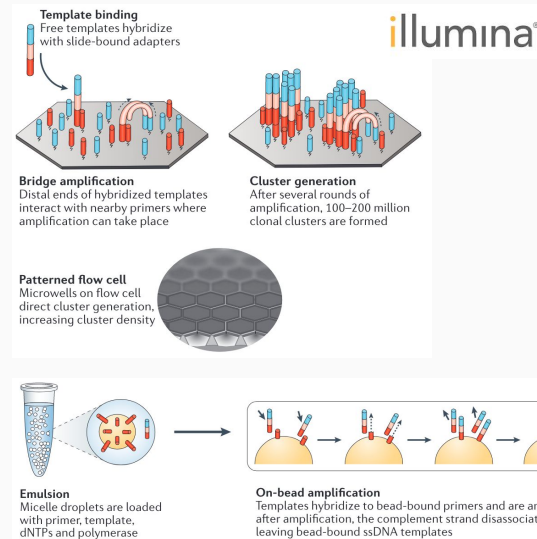 Template binding
Free templates hybridize
with slide-bound adapters
illumina®
Bridge amplification
Distal ends of hybridized templates
interact with nearby primers where
amplification can take place
Cluster generation
After several rounds of
amplification, 100–200 million
clonal clusters are formed
Patterned flow cell
Microwells on flow cell
direct cluster generation,
increasing cluster density
Emulsion
Micelle droplets are loaded
with primer, template,
dNTPs and polymerase
On-bead amplification
Templates hybridize to bead-bound primers and are
after amplification, the complement strand
leaving bead-bound ssDNA templates